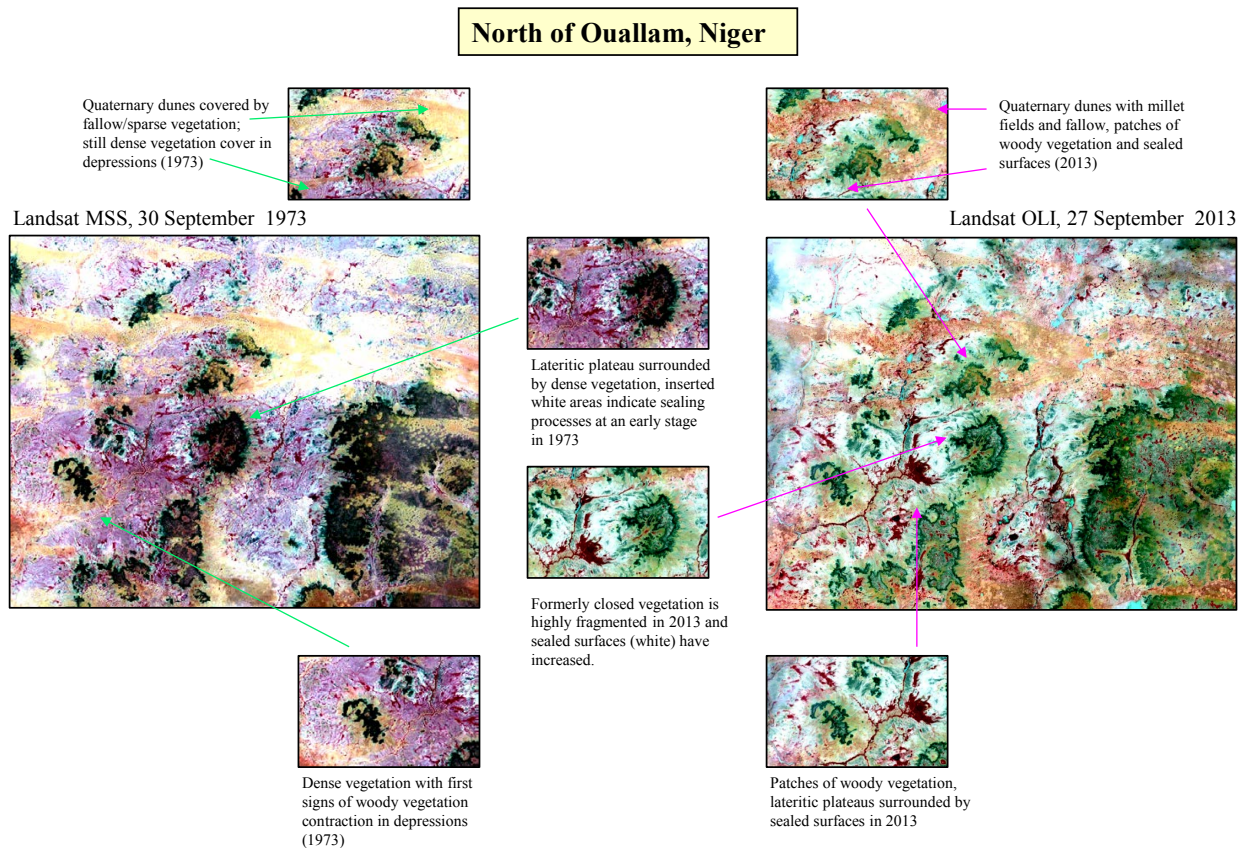 North of Ouallam, Niger
Quaternary dunes covered by
fallow/sparse vegetation;
still dense vegetation cover in
depressions (1973)
Quaternary dunes with millet
fields and fallow, patches of
woody vegetation and sealed
surfaces (2013)
Landsat MSS, 30 September 1973
Landsat OLI, 27 September 2013
Lateritic plateau surrounded
by dense vegetation, inserted
white areas indicate sealing
processes at an early stage
in 1973
Formerly closed vegetation is
highly fragmented in 2013 and
sealed surfaces (white) have
increased.
Dense vegetation with first
signs of woody vegetation
contraction in depressions
(1973)
Patches of woody vegetation,
lateritic plateaus surrounded by
sealed surfaces in 2013